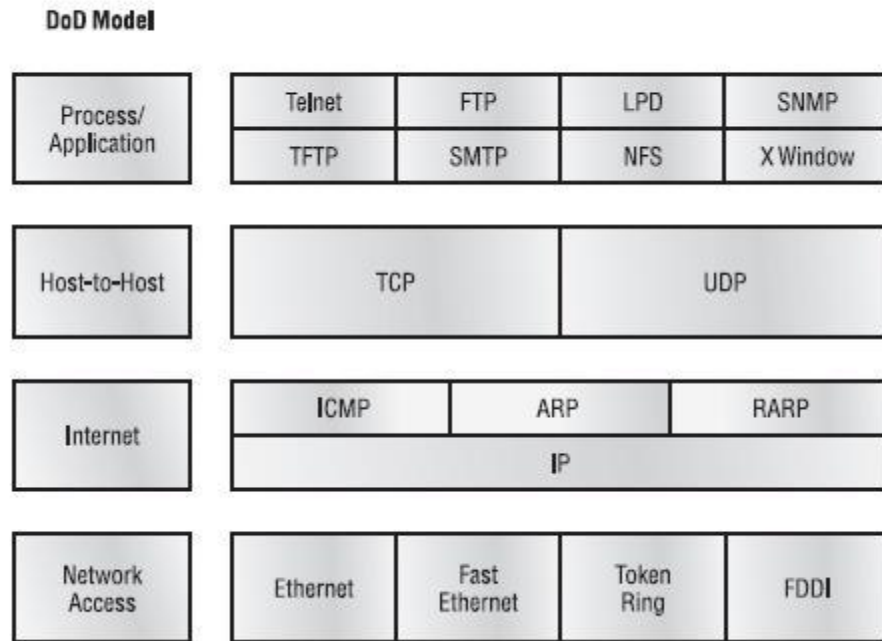 DoD Model
Process/
Application
Telnet FTP LPD SNMP
TFTP SMTP NFS X Window
Host-to-Host
TCP UDP
Internet
ICMP ARP RARP
IP
Network
Access
Ethernet
Fast
Ethernet
Token
Ring
FDDI